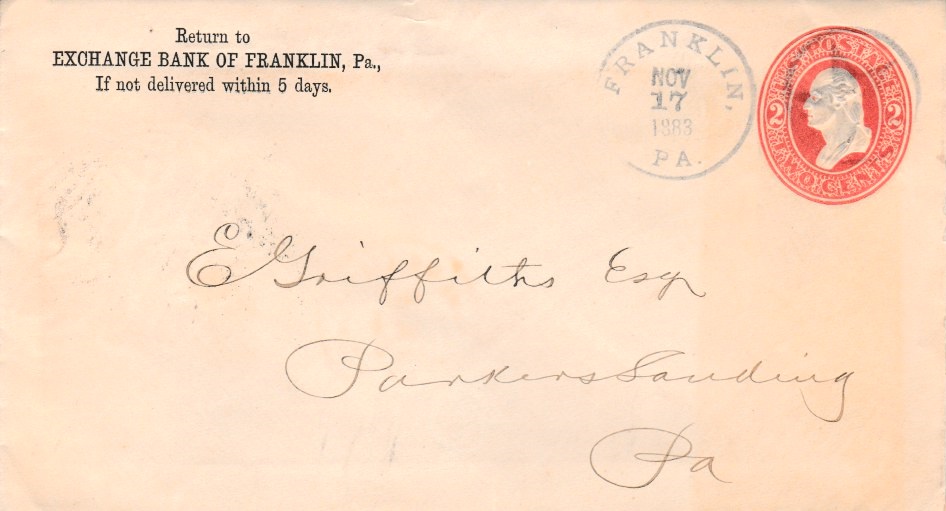 Return to
EXCHANGE BANK OF FRANKLIN, Pa.,
If not delivered within 5 days.
FRANKLIN,
NOV
17
1883
PA.
U.S. POSTAGE
2 2
TWO CENTS
E Griffiths Esq
Parkers Landing
Pa